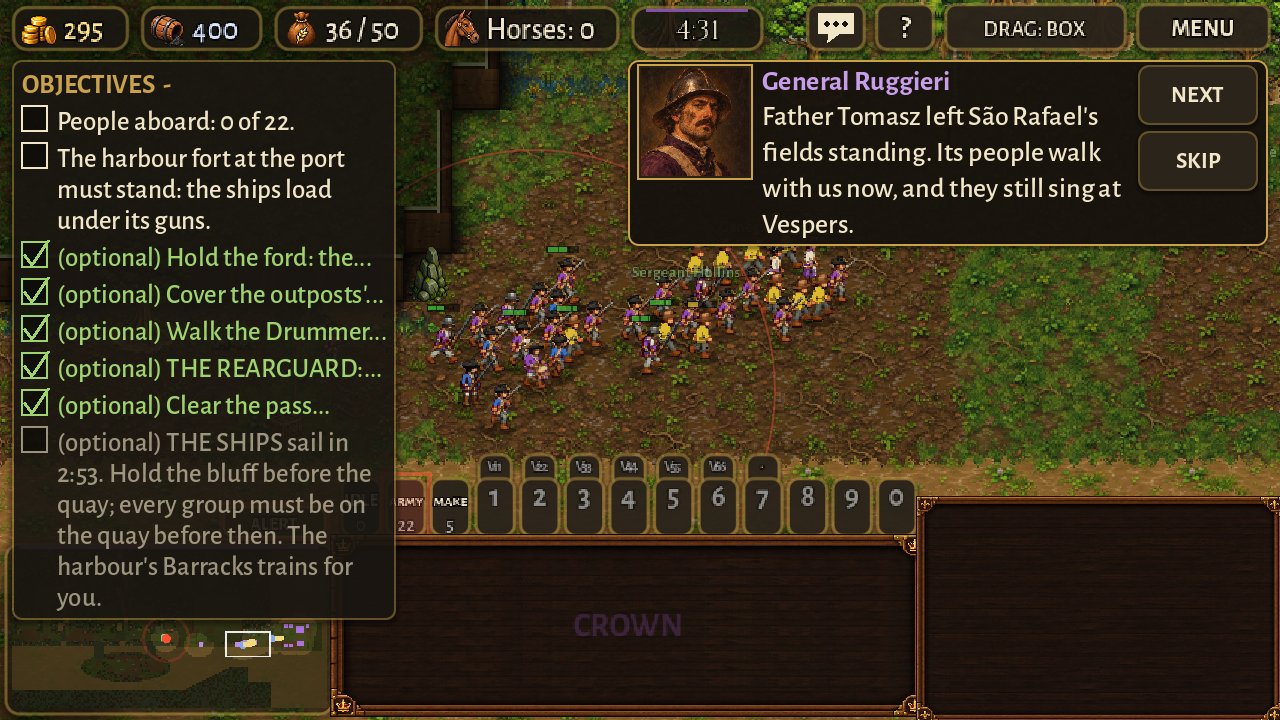 295
400
36 / 50
Horses: 0
4:31
?
DRAG: BOX
MENU
OBJECTIVES -
People aboard: 0 of 22.
The harbour fort at the port
must stand: the ships load
under its guns.
(optional) Hold the ford: the...
(optional) Cover the outposts'...
(optional) Walk the Drummer...
(optional) THE REARGUARD:...
(optional) Clear the pass...
(optional) THE SHIPS sail in
2:53. Hold the bluff before the
quay; every group must be on
the quay before then. The
harbour's Barracks trains for
you.
General Ruggieri
Father Tomasz left São Rafael's
fields standing. Its people walk
with us now, and they still sing at
Vespers.
NEXT
SKIP
Sergeant Hollins
ARMY
22
MAKE
5
1
2
3
4
5
6
7
8
9
0
CROWN